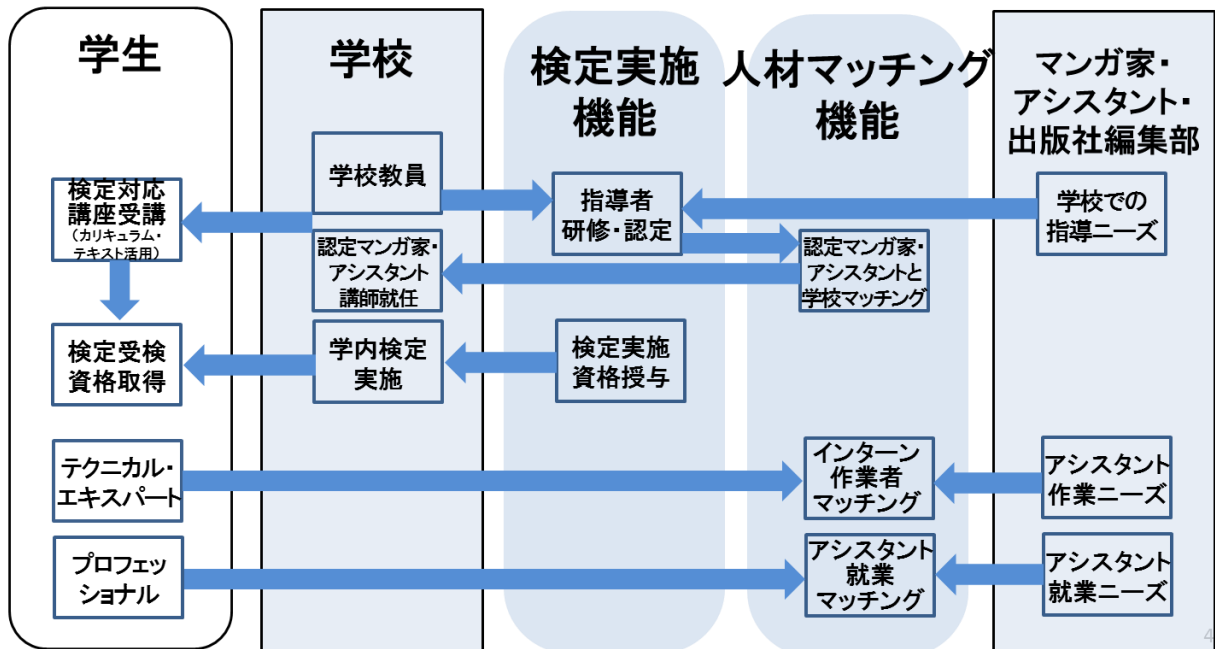 学生
検定対応
講座受講
(カリキュラム・
テキスト活用)
検定受検
資格取得
テクニカル・
エキスパート
プロフェッ
ショナル
学校
学校教員
認定マンガ家・
アシスタント
講師就任
学内検定
実施
検定実施
機能
指導者
研修・認定
検定実施
資格授与
人材マッチング
機能
認定マンガ家・
アシスタントと
学校マッチング
インターン
作業者
マッチング
アシスタント
就業
マッチング
マンガ家・
アシスタント・
出版社編集部
学校での
指導ニーズ
アシスタント
作業ニーズ
アシスタント
就業ニーズ
4